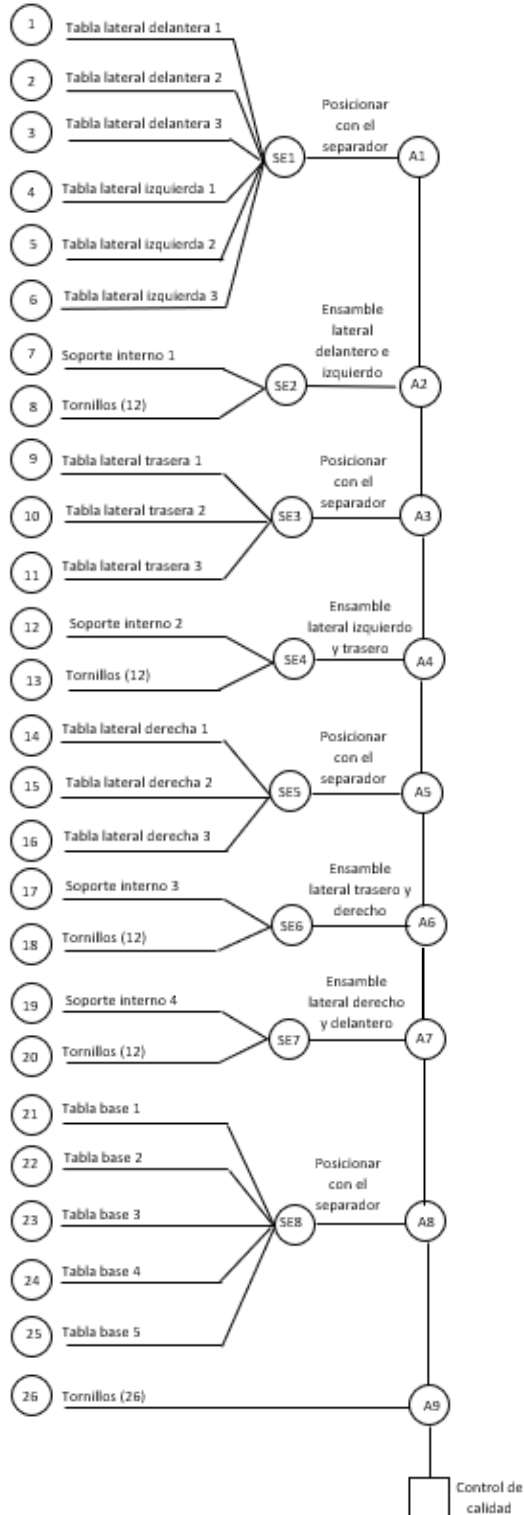 1 Tabla lateral delantera 1
2 Tabla lateral delantera 2
3 Tabla lateral delantera 3
4 Tabla lateral izquierda 1
5 Tabla lateral izquierda 2
6 Tabla lateral izquierda 3
SE1
Posicionar
con el
separador
A1
7 Soporte interno 1
8 Tornillos (12)
SE2
Ensamble
lateral
delantero e
izquierdo
A2
9 Tabla lateral trasera 1
10 Tabla lateral trasera 2
11 Tabla lateral trasera 3
SE3
Posicionar
con el
separador
A3
12 Soporte interno 2
13 Tornillos (12)
SE4
Ensamble
lateral izquierdo
y trasero
A4
14 Tabla lateral derecha 1
15 Tabla lateral derecha 2
16 Tabla lateral derecha 3
SE5
Posicionar
con el
separador
A5
17 Soporte interno 3
18 Tornillos (12)
SE6
Ensamble
lateral trasero y
derecho
A6
19 Soporte interno 4
20 Tornillos (12)
SE7
Ensamble
lateral derecho
y delantero
A7
21 Tabla base 1
22 Tabla base 2
23 Tabla base 3
24 Tabla base 4
25 Tabla base 5
SE8
Posicionar
con el
separador
A8
26 Tornillos (26)
A9
Control de
calidad